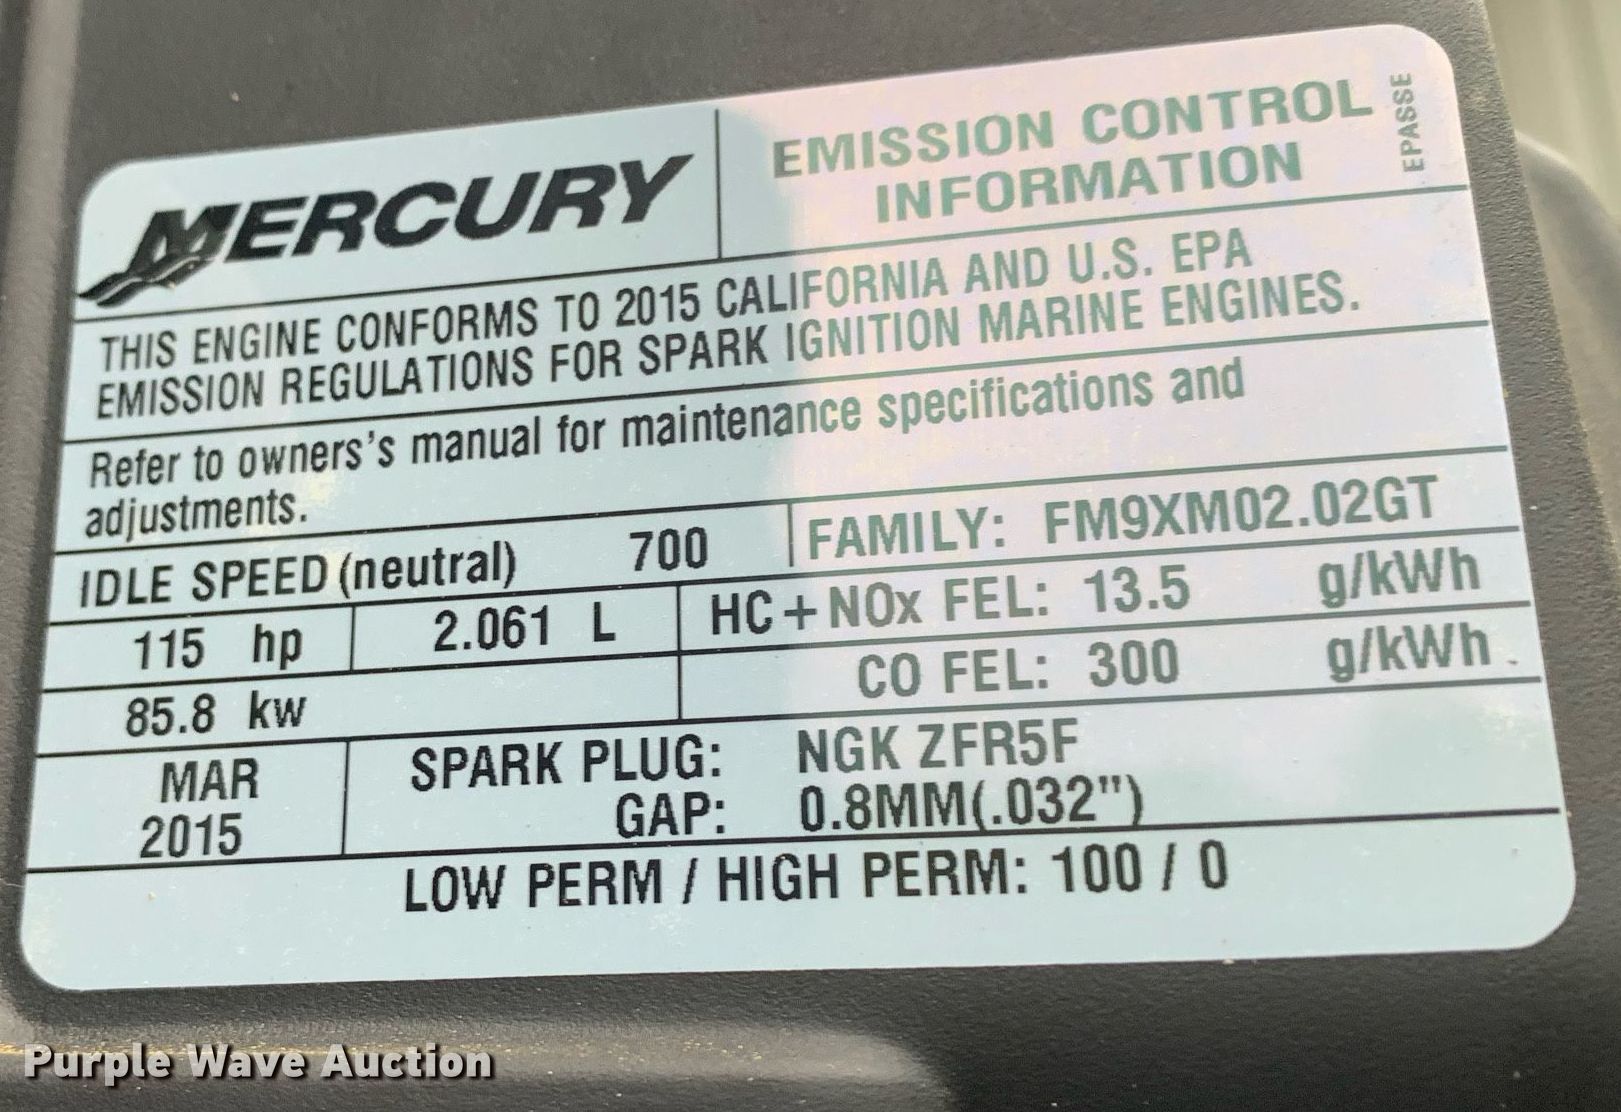 MERCURY
EMISSION CONTROL
INFORMATION
EPASSE
THIS ENGINE CONFORMS TO 2015 CALIFORNIA AND U.S. EPA
EMISSION REGULATIONS FOR SPARK IGNITION MARINE ENGINES.
Refer to owners's manual for maintenance specifications and
adjustments.
IDLE SPEED (neutral) 700
FAMILY: FM9XM02.02GT
115 hp
2.061 L
HC+NOx FEL: 13.5 g/kWh
85.8 kw
CO FEL: 300 g/kWh.
MAR
2015
SPARK PLUG: NGK ZFR5F
GAP: 0.8MM(.032")
LOW PERM / HIGH PERM: 100 / 0
Purple Wave Auction